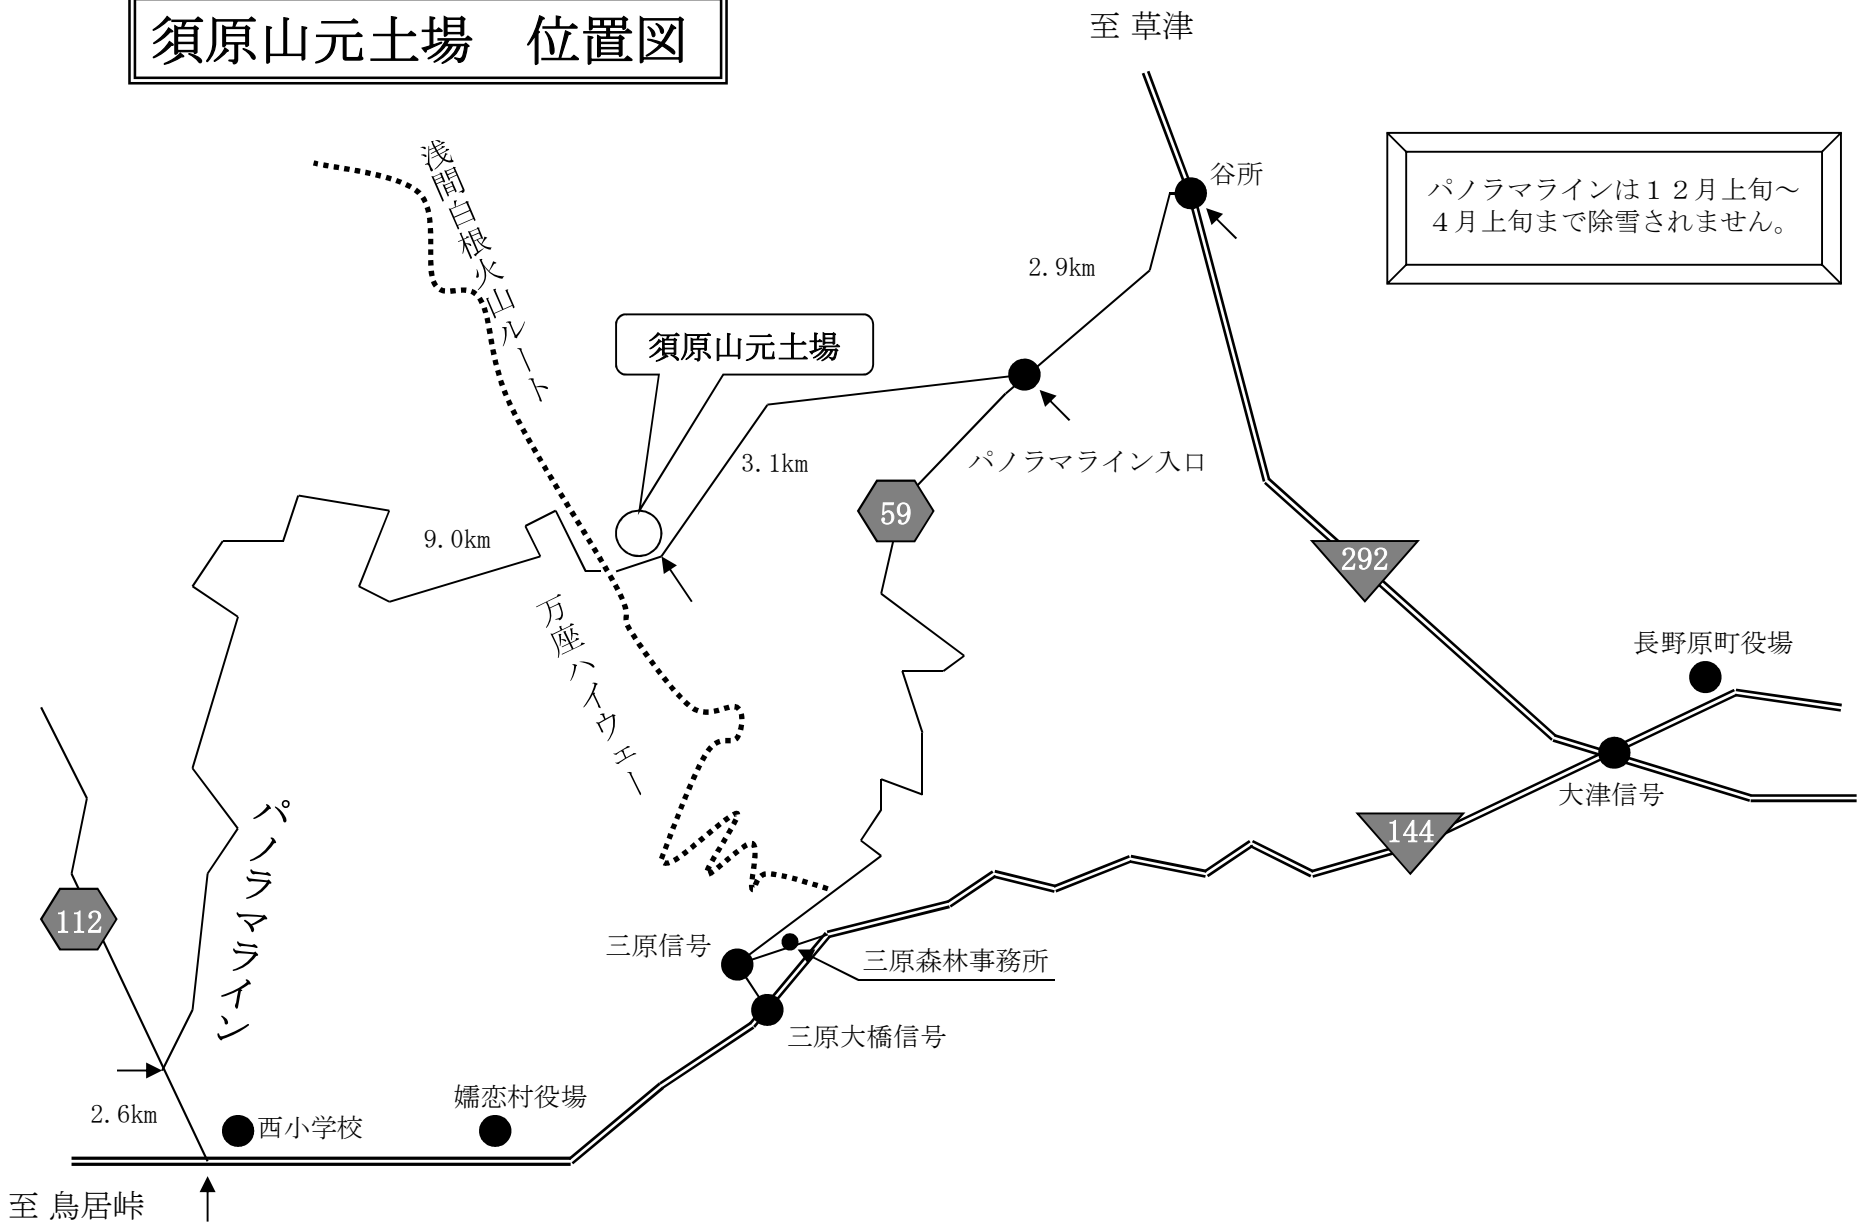 須原山元土場　位置図
至 草津
谷所
パノラマラインは１２月上旬～
４月上旬まで除雪されません。
浅間白根火山ルート
2.9km
須原山元土場
3.1km
パノラマライン入口
59
9.0km
292
万座ハイウェー
長野原町役場
大津信号
144
パノラマライン
112
三原信号
三原森林事務所
三原大橋信号
2.6km
嬬恋村役場
西小学校
至 鳥居峠